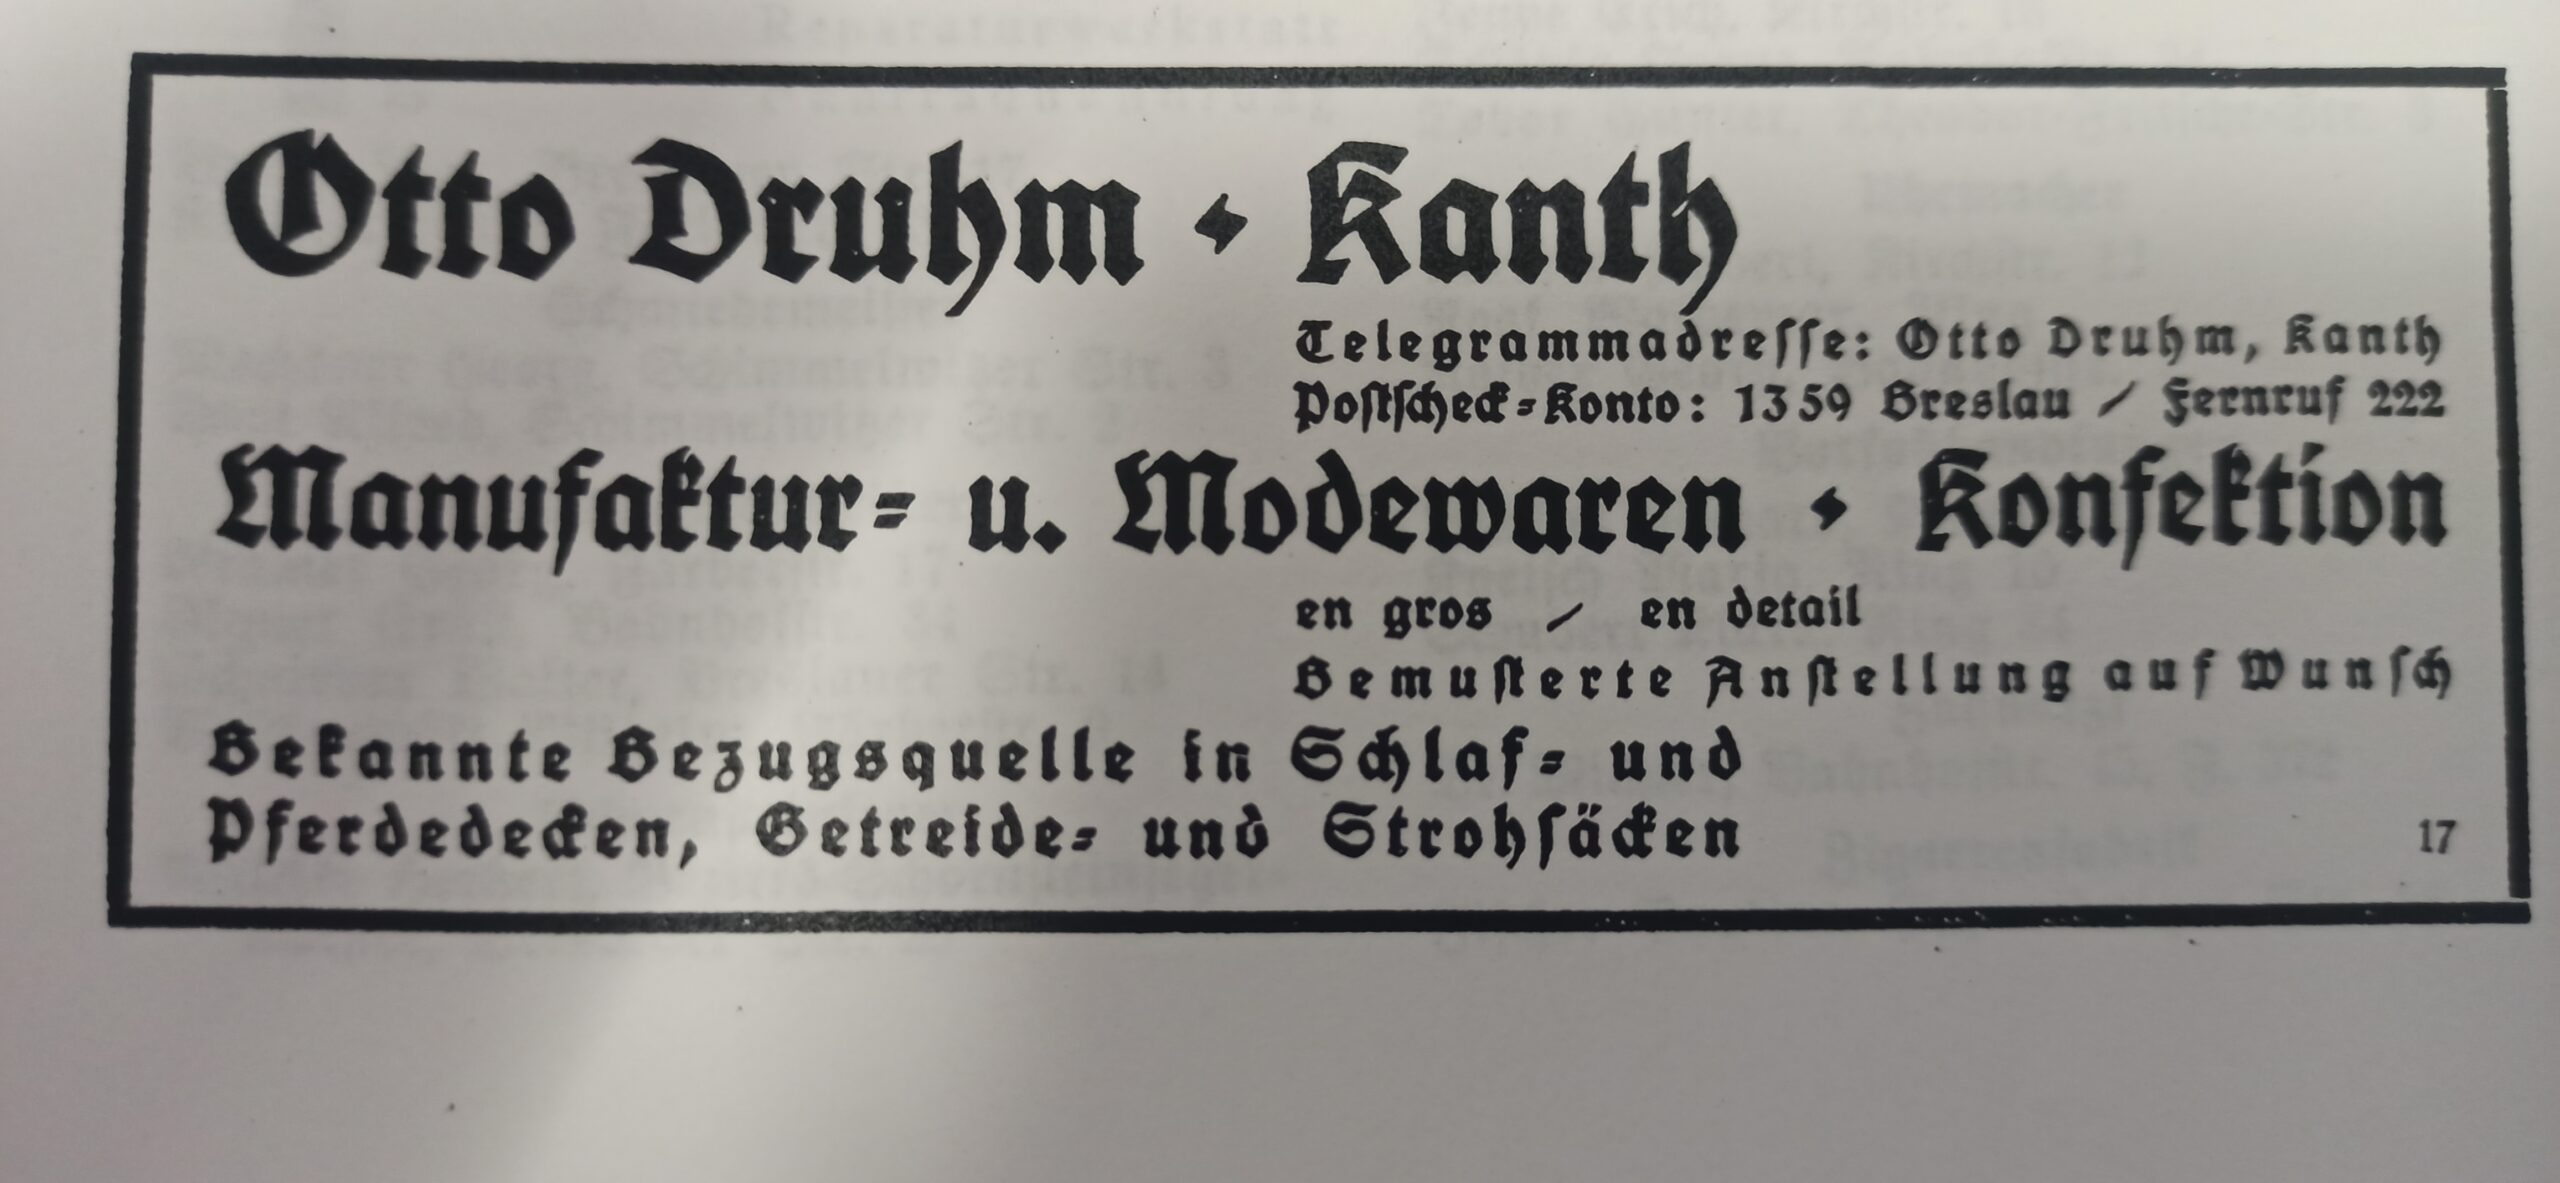 Otto Druhm • Kanth
Telegrammadresse: Otto Druhm, Kanth
Postscheck-Konto: 1359 Breslau / Fernruf 222
Manufaktur- u. Modewaren • Konfektion
en gros / en detail
Bemusterte Anstellung auf Wunsch
Bekannte Bezugsquelle in Schlaf- und
Pferdedecken, Getreide- und Strohsäcken
17